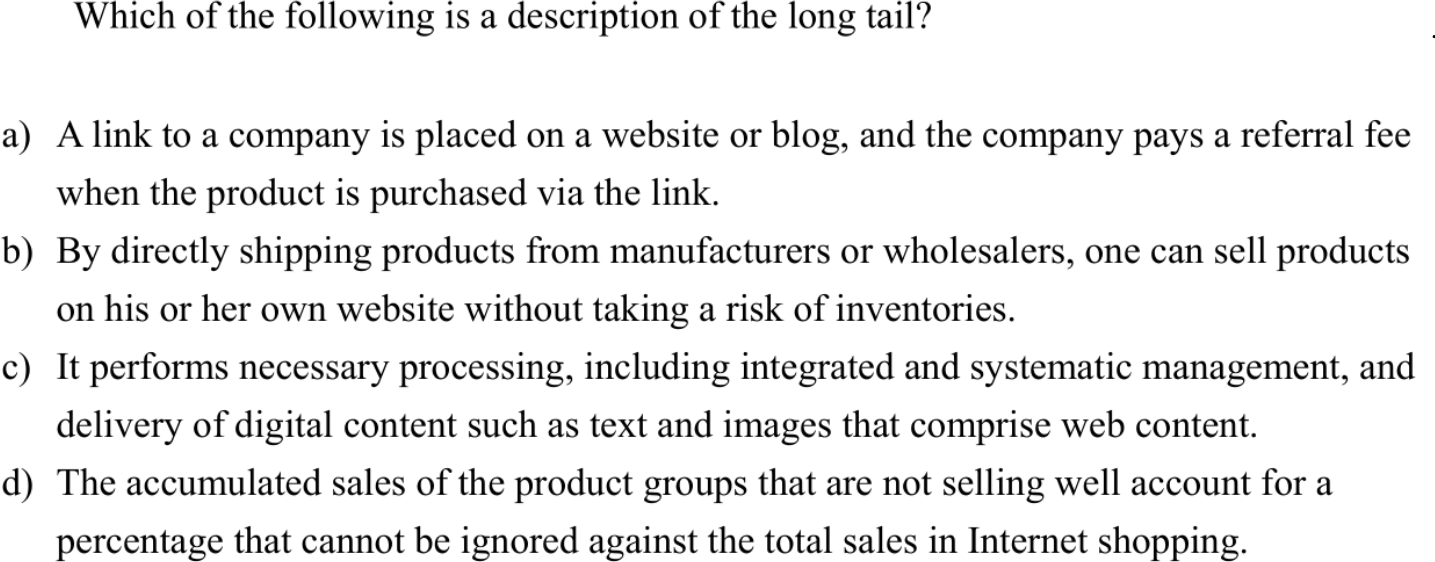 Which of the following is a description of the long tail?
a) A link to a company is placed on a website or blog, and the company pays a referral fee
when the product is purchased via the link.
b) By directly shipping products from manufacturers or wholesalers, one can sell products
on his or her own website without taking a risk of inventories.
c) It performs necessary processing, including integrated and systematic management, and
delivery of digital content such as text and images that comprise web content.
d) The accumulated sales of the product groups that are not selling well account for a
percentage that cannot be ignored against the total sales in Internet shopping.